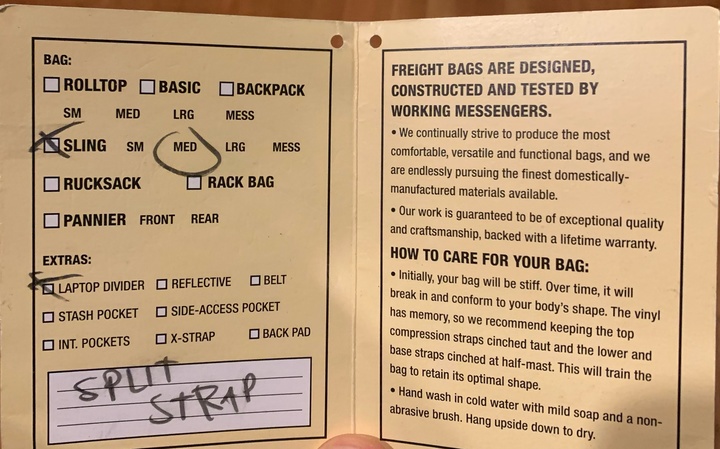 BAG:
ROLLTOP BASIC BACKPACK
SM MED LRG MESS
SLING SM MED LRG MESS
RUCKSACK RACK BAG
PANNIER FRONT REAR
EXTRAS:
LAPTOP DIVIDER REFLECTIVE BELT
STASH POCKET SIDE-ACCESS POCKET
INT. POCKETS X-STRAP BACK PAD
SPLIT
STRAP
FREIGHT BAGS ARE DESIGNED,
CONSTRUCTED AND TESTED BY
WORKING MESSENGERS.
• We continually strive to produce the most
comfortable, versatile and functional bags, and we
are endlessly pursuing the finest domestically-
manufactured materials available.
• Our work is guaranteed to be of exceptional quality
and craftsmanship, backed with a lifetime warranty.
HOW TO CARE FOR YOUR BAG:
• Initially, your bag will be stiff. Over time, it will
break in and conform to your body's shape. The vinyl
has memory, so we recommend keeping the top
compression straps cinched taut and the lower and
base straps cinched at half-mast. This will train the
bag to retain its optimal shape.
• Hand wash in cold water with mild soap and a non-
abrasive brush. Hang upside down to dry.